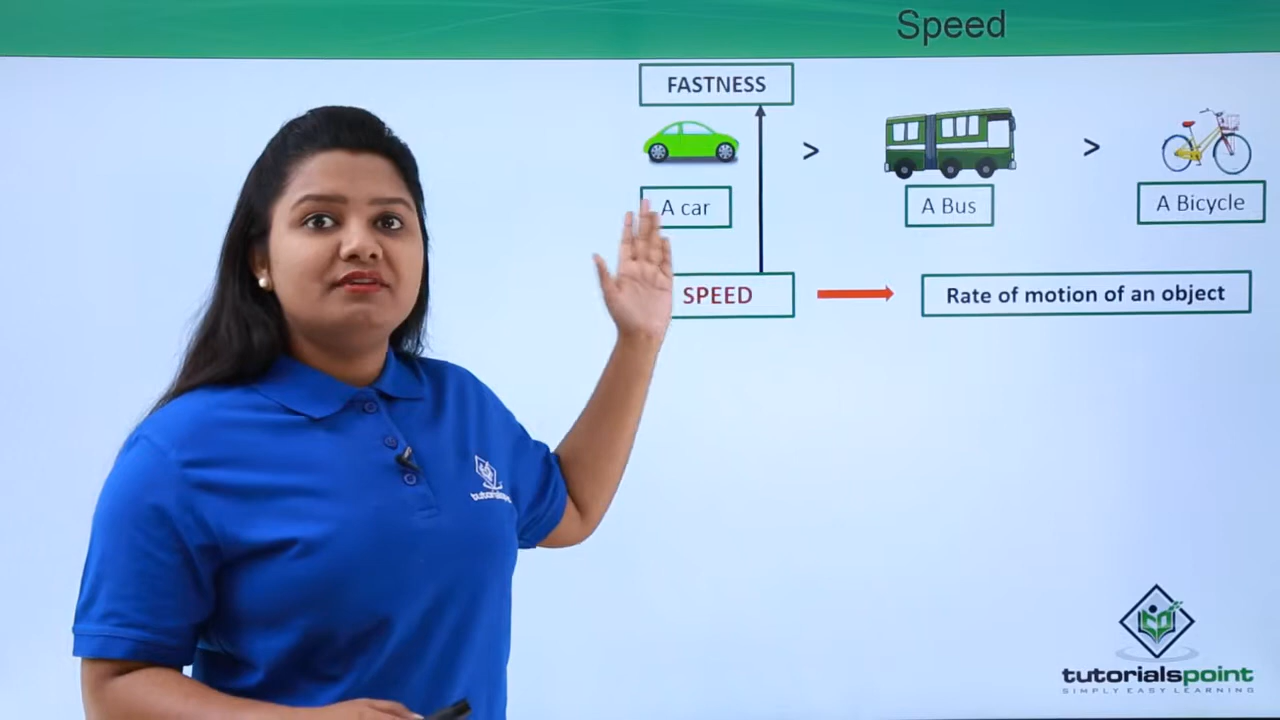 Speed
FASTNESS
>
>
A car
A Bus
A Bicycle
SPEED
Rate of motion of an object
tutorialspoint
SIMPLY EASY LEARNING